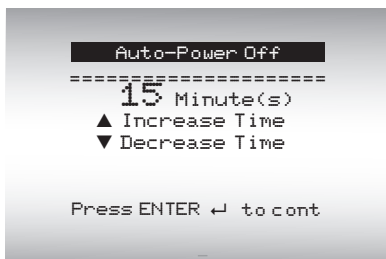 Auto-Power Off
=====================
15 Minute(s)
▲ Increase Time
▼ Decrease Time
Press ENTER ↵ to cont